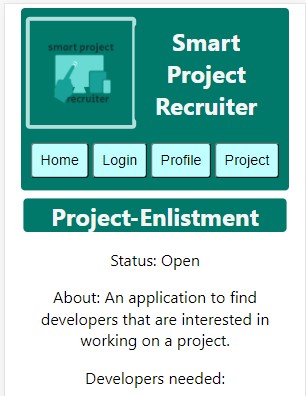 smart project
recruiter
Smart
Project
Recruiter
Home Login Profile Project
Project-Enlistment
Status: Open
About: An application to find
developers that are interested in
working on a project.
Developers needed: